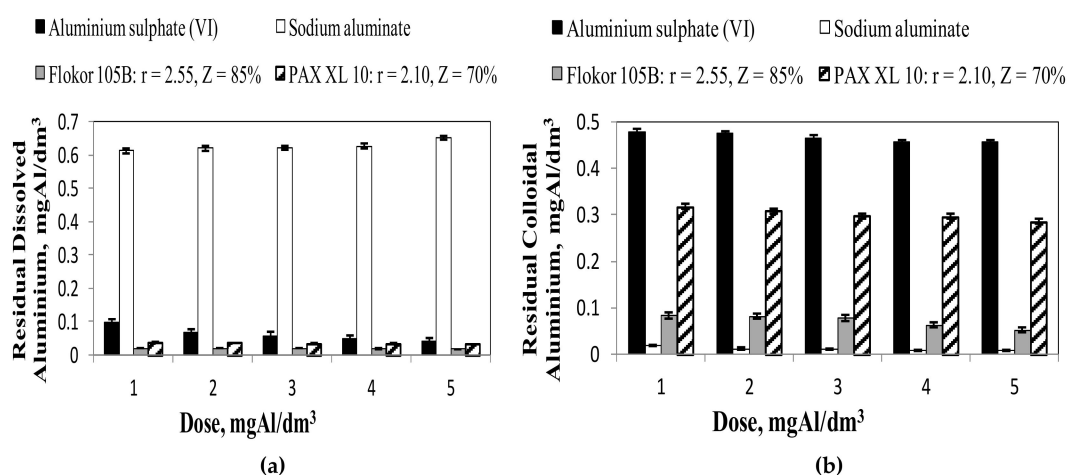 Aluminium sulphate (VI) Sodium aluminate
Flokor 105B: r = 2.55, Z = 85% PAX XL 10: r = 2.10, Z = 70%
Residual Dissolved
Aluminium, mgAl/dm³
0.7
0.6
0.5
0.4
0.3
0.2
0.1
0
1 2 3 4 5
Dose, mgAl/dm³
(a)
Aluminium sulphate (VI) Sodium aluminate
Flokor 105B: r = 2.55, Z = 85% PAX XL 10: r = 2.10, Z = 70%
Residual Colloidal
Aluminium, mgAl/dm³
0.5
0.4
0.3
0.2
0.1
0
1 2 3 4 5
Dose, mgAl/dm³
(b)